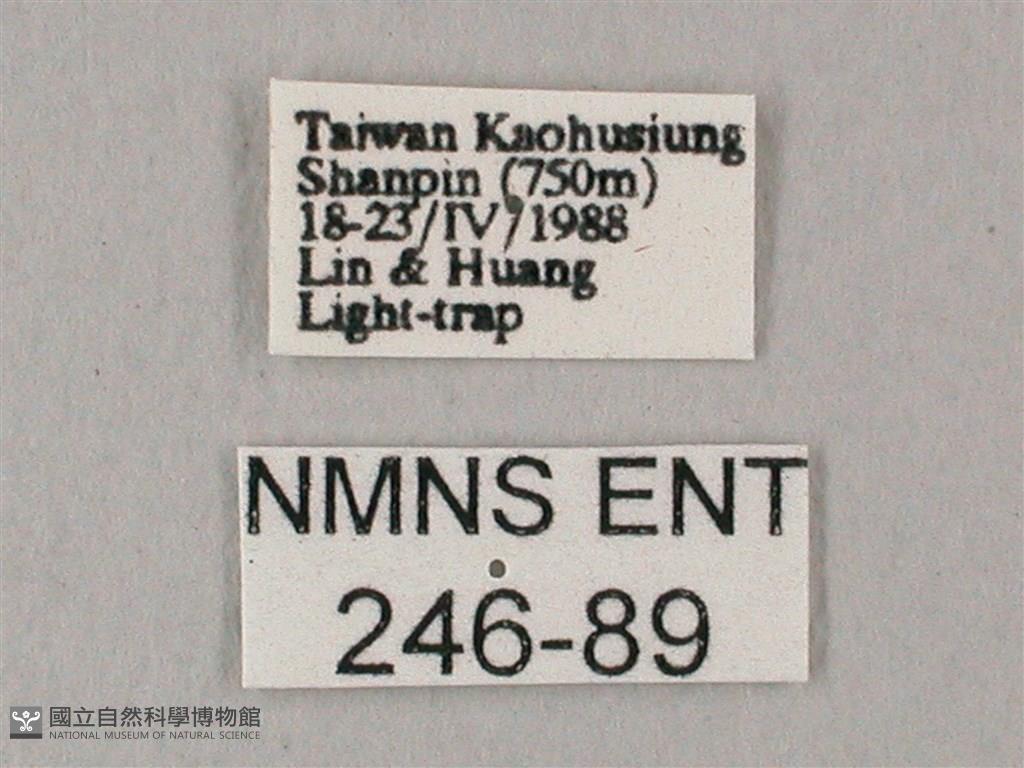 Taiwan Kaohusiung
Shanpin (750m)
18-23/IV/1988
Lin & Huang
Light-trap
NMNS ENT
246-89
國立自然科學博物館
NATIONAL MUSEUM OF NATURAL SCIENCE